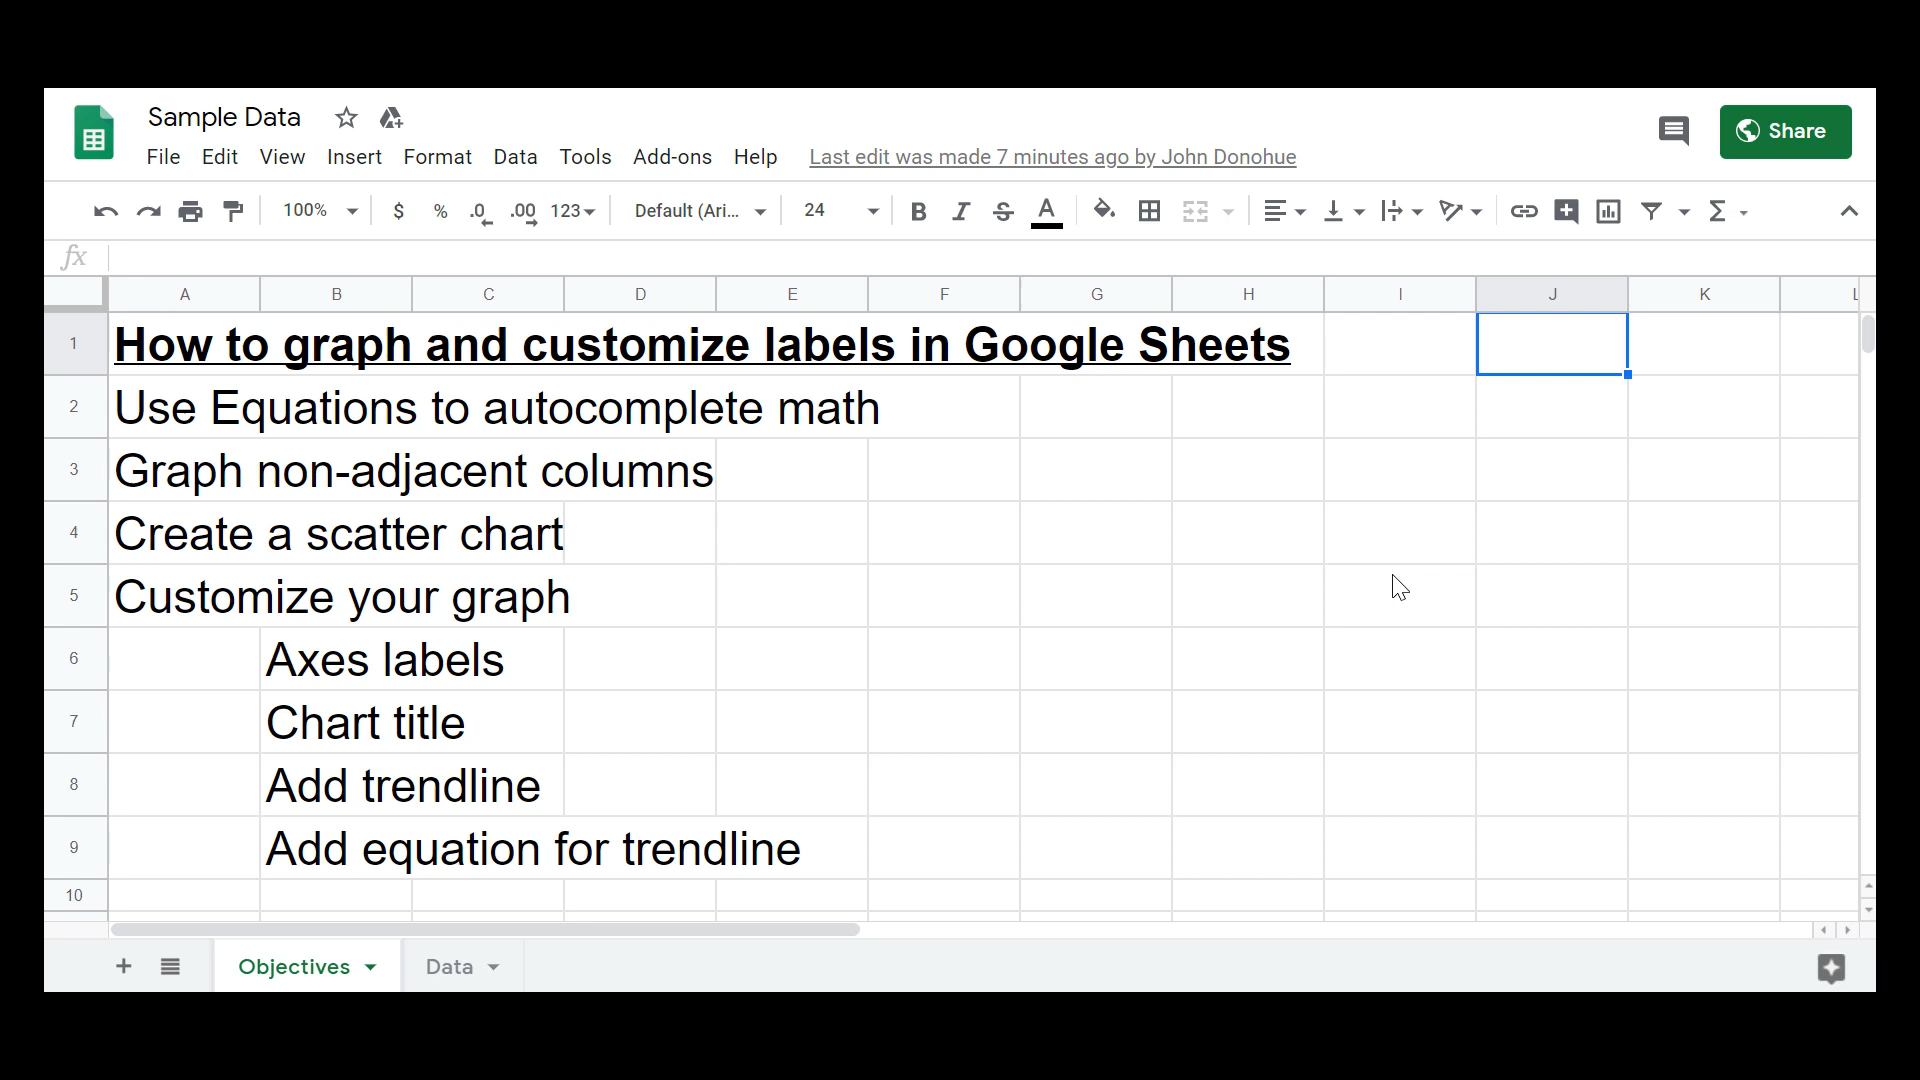 Sample Data
File Edit View Insert Format Data Tools Add-ons Help Last edit was made 7 minutes ago by John Donohue
Share
100% $ % .0 .00 123 Default (Ari... 24 B I S A Σ
fx
A B C D E F G H I J K L
1 How to graph and customize labels in Google Sheets
2 Use Equations to autocomplete math
3 Graph non-adjacent columns
4 Create a scatter chart
5 Customize your graph
6 Axes labels
7 Chart title
8 Add trendline
9 Add equation for trendline
10
+ Objectives Data